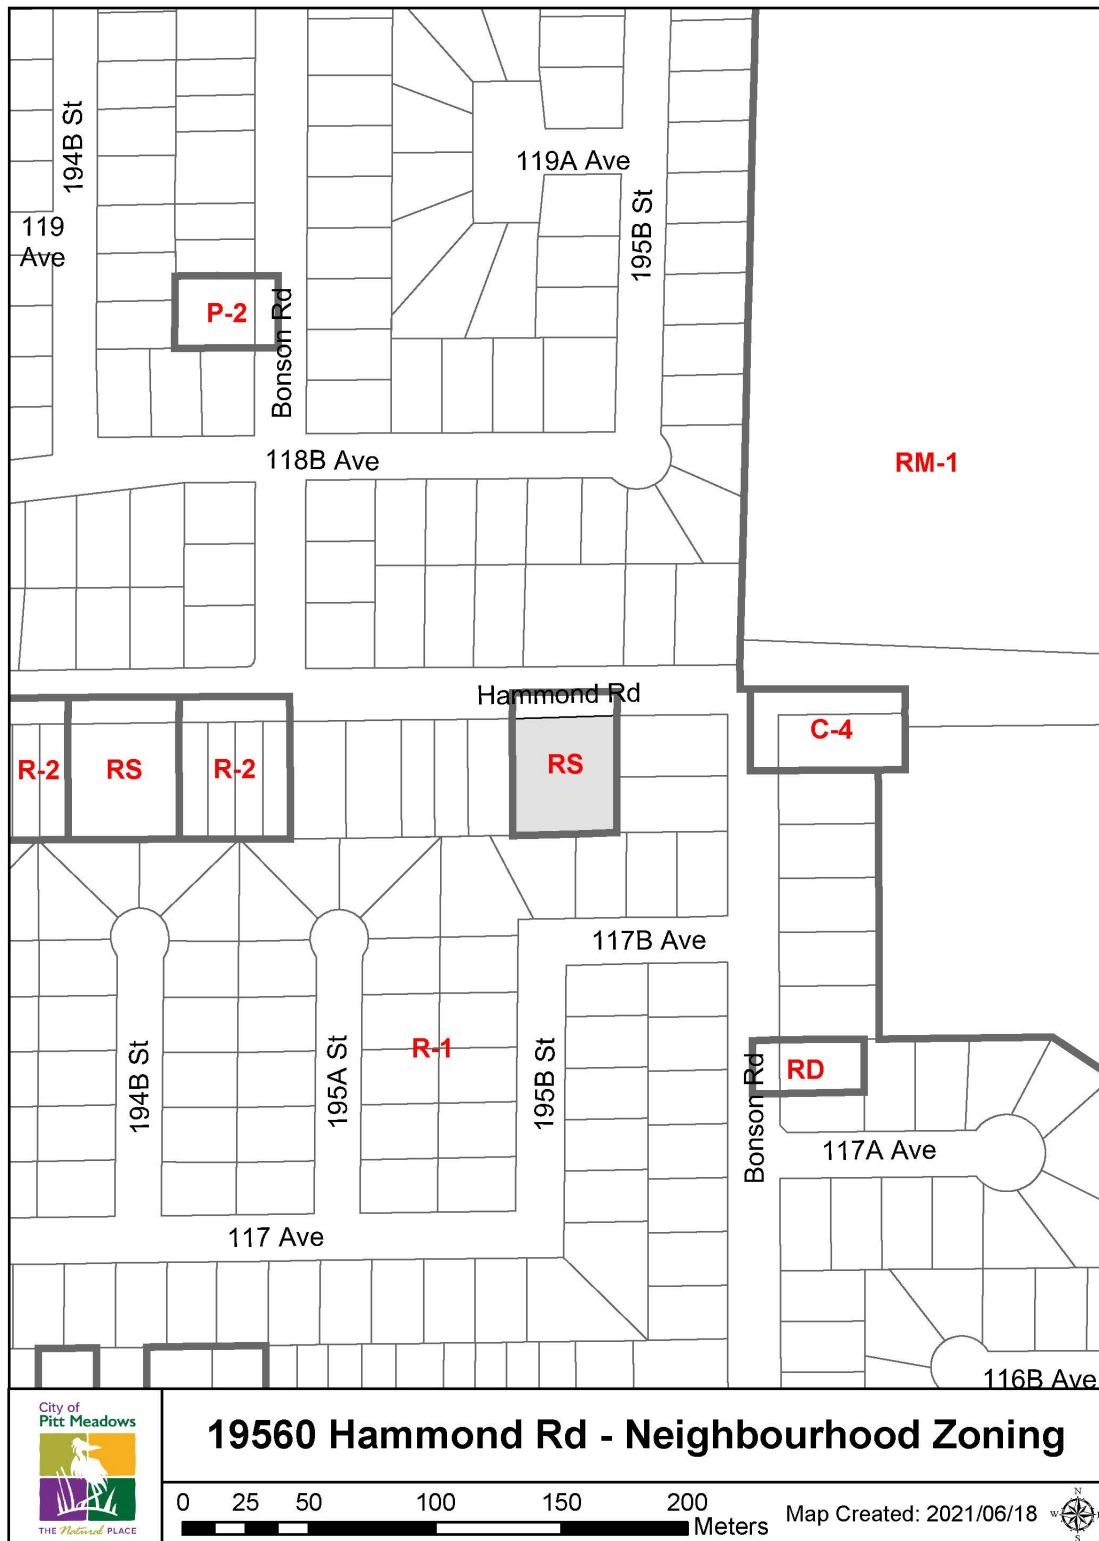 194B St
119A Ave
119
Ave
195B St
P-2
Bonson Rd
118B Ave
RM-1
Hammond Rd
C-4
R-2
RS
R-2
RS
117B Ave
R-1
194B St
195A St
195B St
Bonson Rd
RD
117A Ave
117 Ave
116B Ave
City of
Pitt Meadows
THE Natural PLACE
19560 Hammond Rd - Neighbourhood Zoning
0 25 50 100 150 200
Meters
Map Created: 2021/06/18
N
W
S